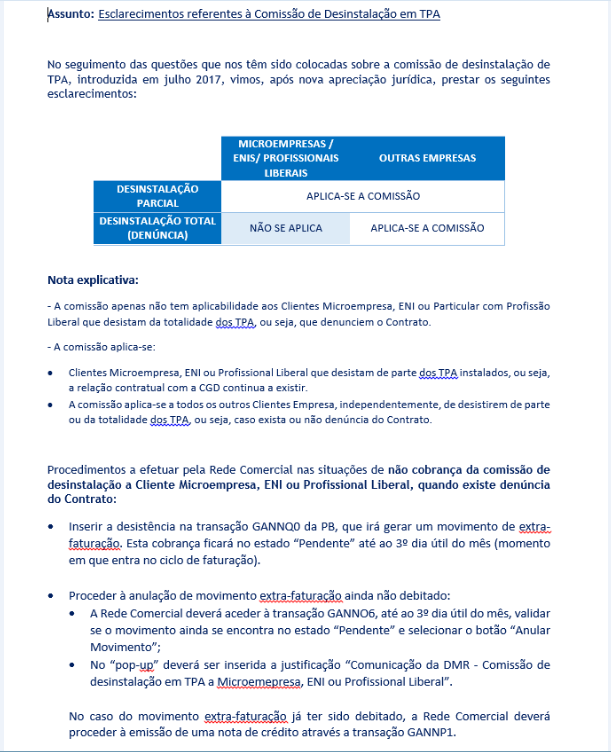 Assunto: Esclarecimentos referentes à Comissão de Desinstalação em TPA
No seguimento das questões que nos têm sido colocadas sobre a comissão de desinstalação de
TPA, introduzida em julho 2017, vimos, após nova apreciação jurídica, prestar os seguintes
esclarecimentos:
MICROEMPRESAS /
ENIS/ PROFISSIONAIS
LIBERAIS
OUTRAS EMPRESAS
DESINSTALAÇÃO
PARCIAL
APLICA-SE A COMISSÃO
DESINSTALAÇÃO TOTAL
(DENÚNCIA)
NÃO SE APLICA
APLICA-SE A COMISSÃO
Nota explicativa:
- A comissão apenas não tem aplicabilidade aos Clientes Microempresa, ENI ou Particular com Profissão
Liberal que desistam da totalidade dos TPA, ou seja, que denunciem o Contrato.
- A comissão aplica-se:
• Clientes Microempresa, ENI ou Profissional Liberal que desistam de parte dos TPA instalados, ou seja,
a relação contratual com a CGD continua a existir.
• A comissão aplica-se a todos os outros Clientes Empresa, independentemente, de desistirem de parte
ou da totalidade dos TPA, ou seja, caso exista ou não denúncia do Contrato.
Procedimentos a efetuar pela Rede Comercial nas situações de não cobrança da comissão de
desinstalação a Cliente Microempresa, ENI ou Profissional Liberal, quando existe denúncia
do Contrato:
• Inserir a desistência na transação GANNQ0 da PB, que irá gerar um movimento de extra-
faturação. Esta cobrança ficará no estado “Pendente” até ao 3º dia útil do mês (momento
em que entra no ciclo de faturação).
• Proceder à anulação de movimento extra-faturação ainda não debitado:
• A Rede Comercial deverá aceder à transação GANNO6, até ao 3º dia útil do mês, validar
se o movimento ainda se encontra no estado “Pendente” e selecionar o botão “Anular
Movimento”;
• No “pop-up” deverá ser inserida a justificação “Comunicação da DMR - Comissão de
desinstalação em TPA a Microemepresa, ENI ou Profissional Liberal”.
No caso do movimento extra-faturação já ter sido debitado, a Rede Comercial deverá
proceder à emissão de uma nota de crédito através a transação GANNP1.